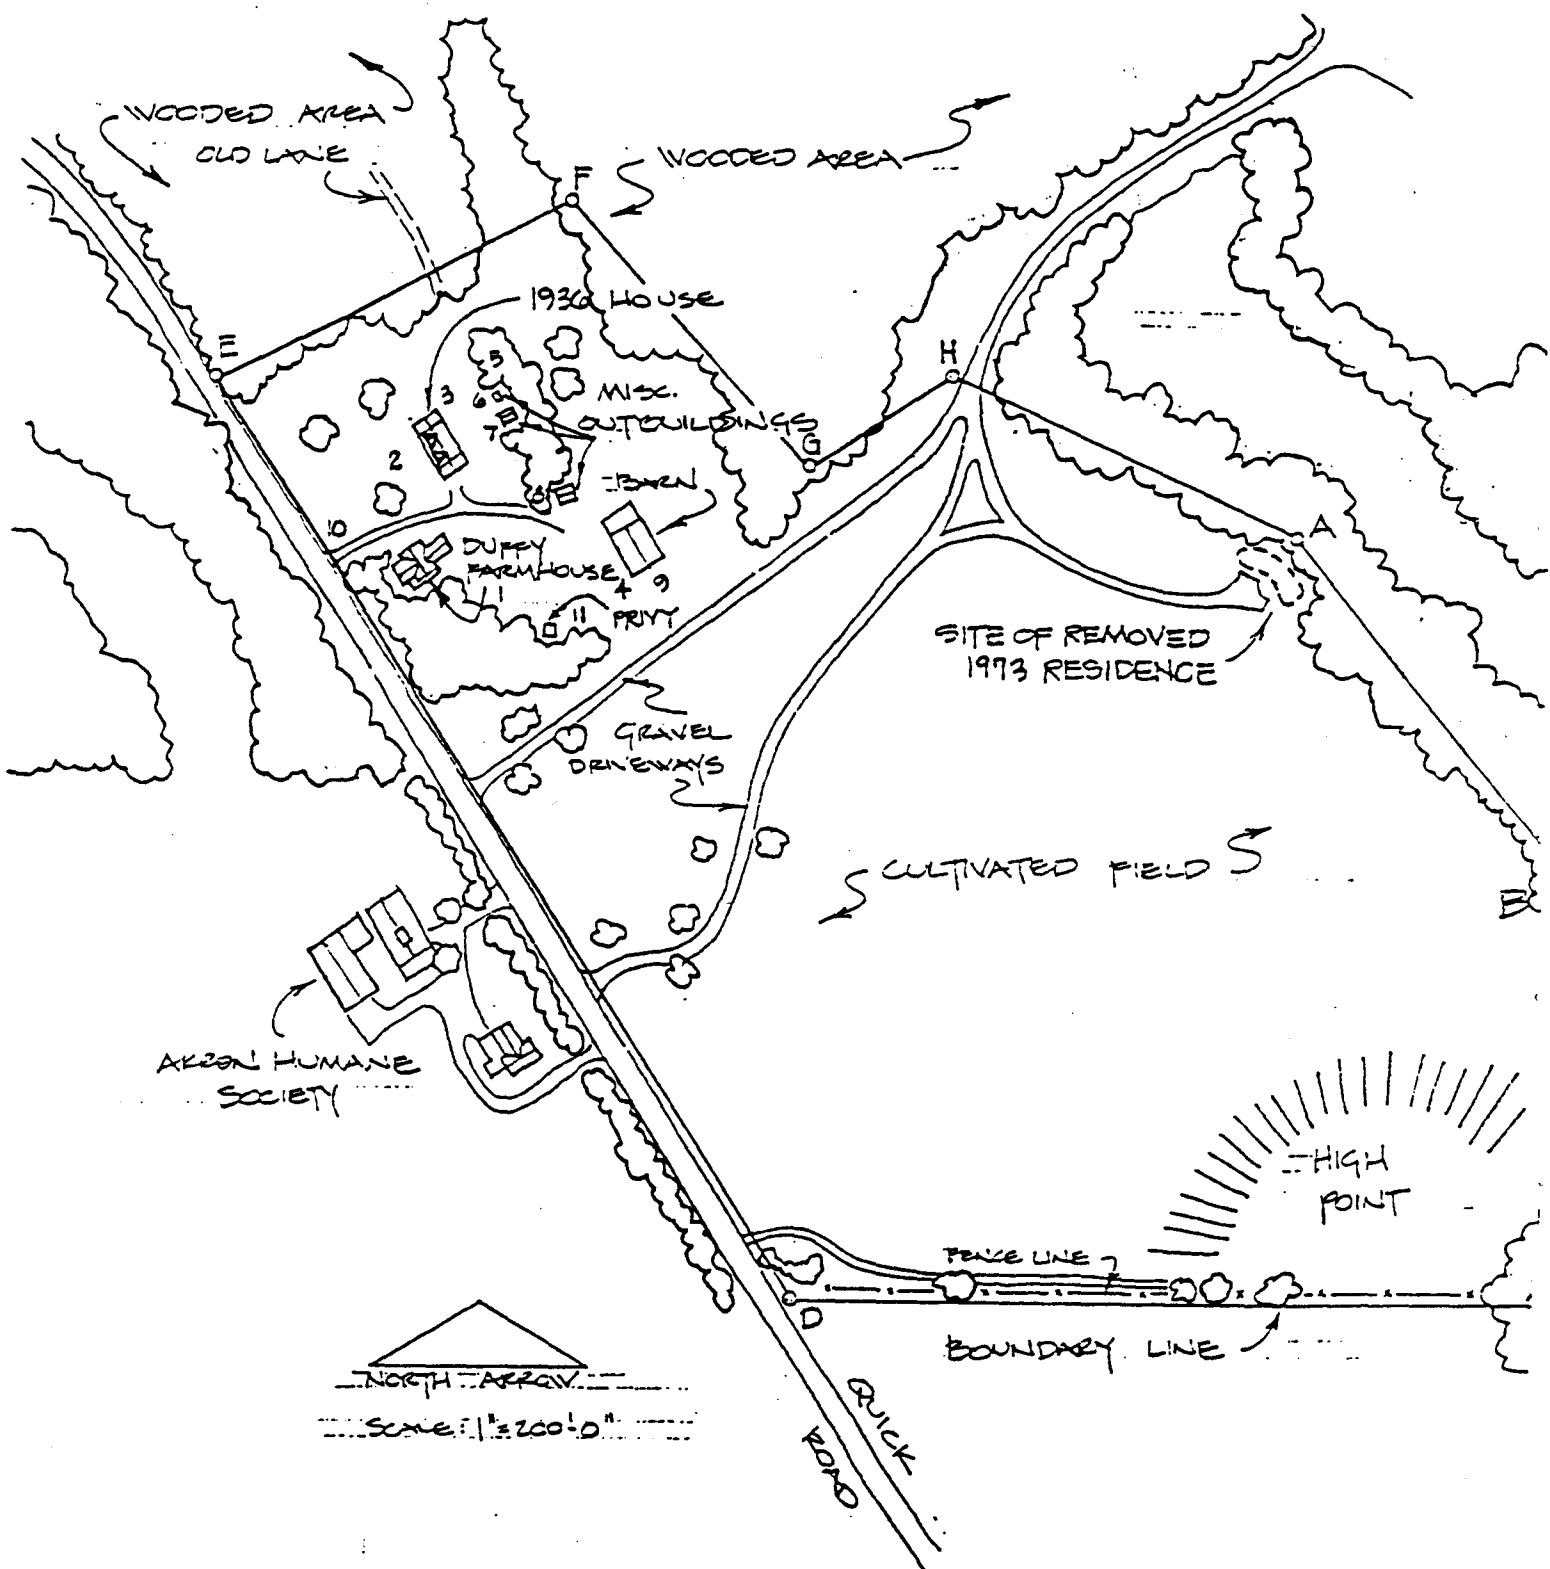 WOODED AREA
OLD LANE
WOODED AREA
F
1936 HOUSE
E
H
5
3
6
MISC.
OUTBUILDINGS
7
G
2
8
BARN
10
A
DUFFY
FARMHOUSE
1
4
9
11
PRIVY
SITE OF REMOVED
1973 RESIDENCE
GRAVEL
DRIVEWAYS
CULTIVATED FIELD
B
AKRON HUMANE
SOCIETY
HIGH
POINT
FENCE LINE
D
BOUNDARY LINE
NORTH ARROW
SCALE: 1"=200'-0"
QUICK
ROAD